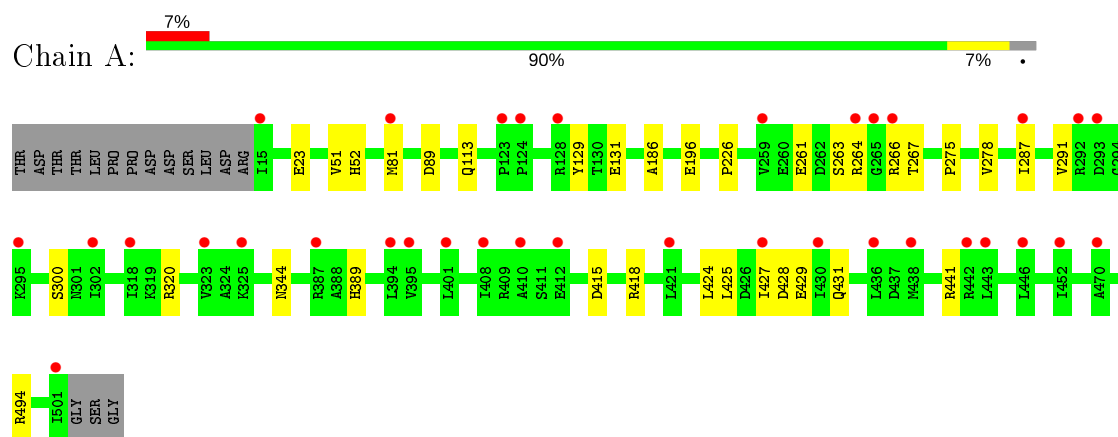 7%
Chain A:
90% 7% •
THR ASP THR THR LEU PRO PRO ASP ASP SER LEU ASP ARG I15 E23 V51 H52 M81 D89 Q113 P123 P124 R128 Y129 T130 E131 A186 E196 P226 V259 E260 E261 D262 S263 R264 G265 R266 T267 P275 V278 I287 V291 R292 D293 G294
K295 S300 N301 I302 I318 K319 R320 V323 A324 K325 N344 R387 A388 H389 L394 V395 L401 I408 R409 A410 S411 E412 D415 R418 L421 L424 L425 D426 I427 D428 E429 I430 Q431 L436 D437 M438 R441 R442 L443 L446 I452 A470
R494 I501 GLY SER GLY